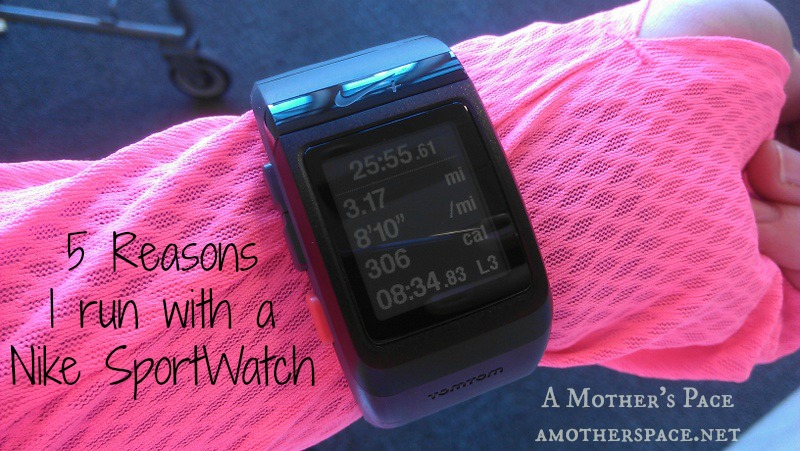 25:55.61
3.17 mi
8'10" /mi
306 cal
08:34.83 L3
TOMTOM
5 Reasons
I run with a
Nike SportWatch
A Mother's Pace
amotherspace.net